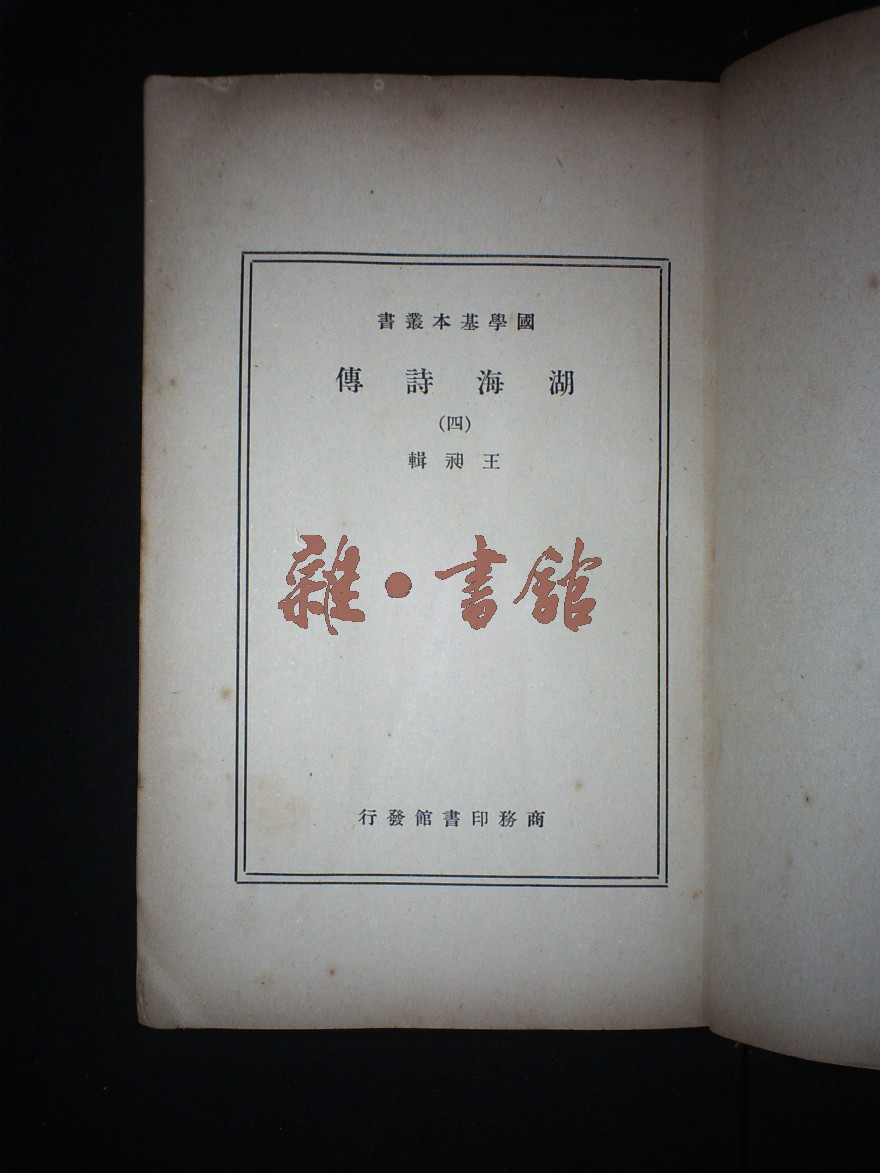 國學基本叢書
湖海詩傳
(四)
王昶輯
雜·書館
商務印書館發行